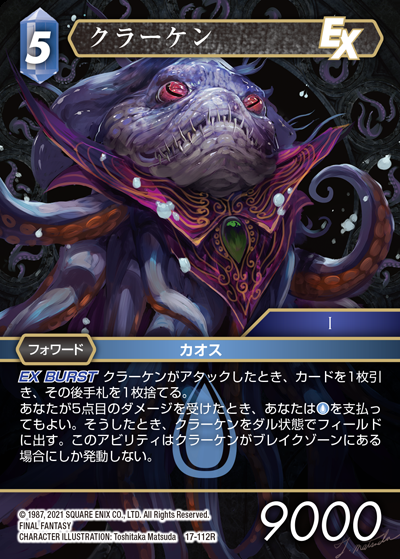 5
クラーケン
EX
I
フォワード
カオス
EX BURST クラーケンがアタックしたとき、カードを1枚引
き、その後手札を1枚捨てる。
あなたが5点目のダメージを受けたとき、あなたは水を支払っ
てもよい。そうしたとき、クラーケンをダル状態でフィールド
に出す。このアビリティはクラーケンがブレイクゾーンにある
場合にしか発動しない。
© 1987, 2021 SQUARE ENIX CO., LTD. All Rights Reserved.
FINAL FANTASY
CHARACTER ILLUSTRATION: Toshitaka Matsuda 17-112R
9000